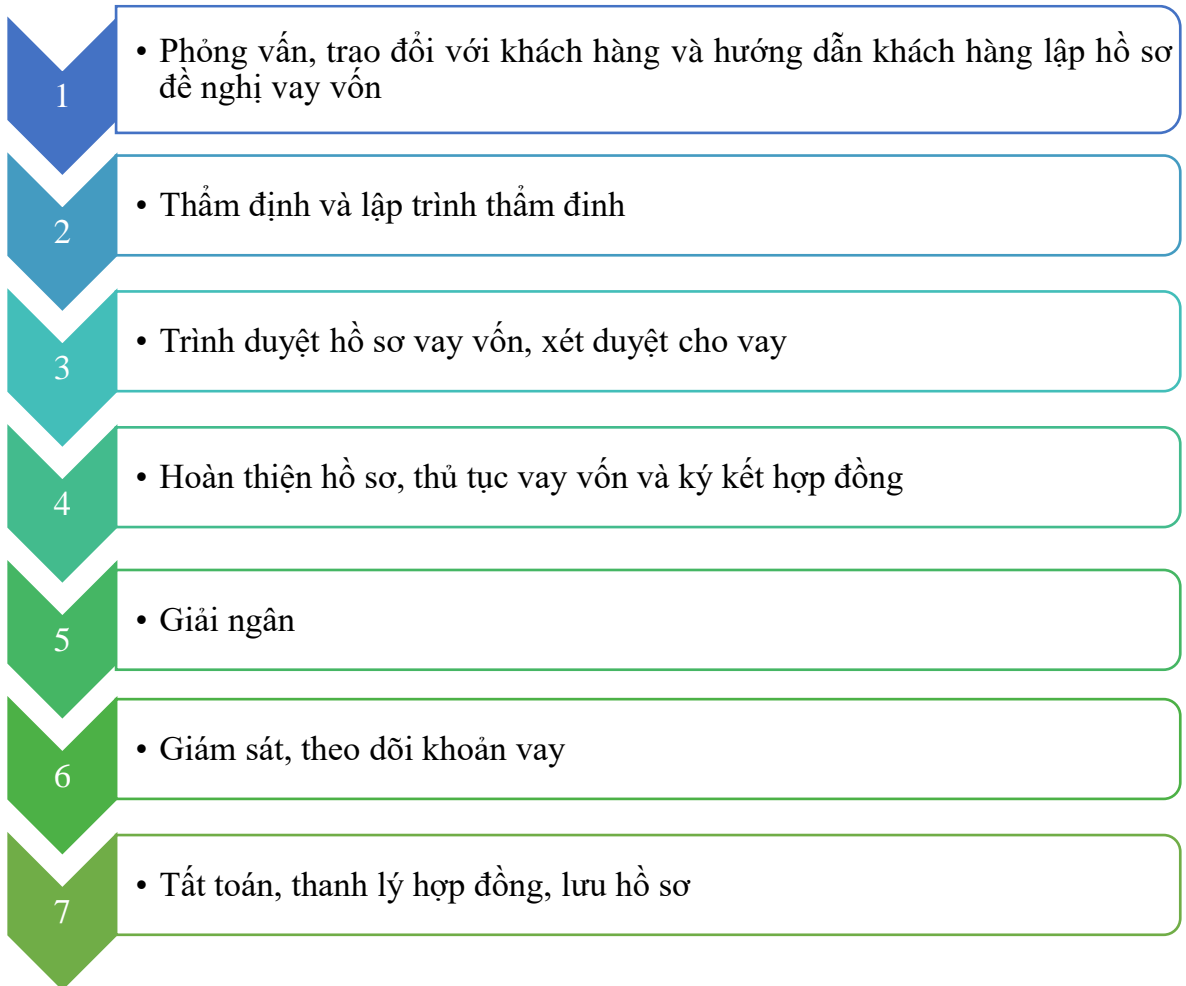 1
• Phỏng vấn, trao đổi với khách hàng và hướng dẫn khách hàng lập hồ sơ
đề nghị vay vốn
2
• Thẩm định và lập trình thẩm đinh
3
• Trình duyệt hồ sơ vay vốn, xét duyệt cho vay
4
• Hoàn thiện hồ sơ, thủ tục vay vốn và ký kết hợp đồng
5
• Giải ngân
6
• Giám sát, theo dõi khoản vay
7
• Tất toán, thanh lý hợp đồng, lưu hồ sơ